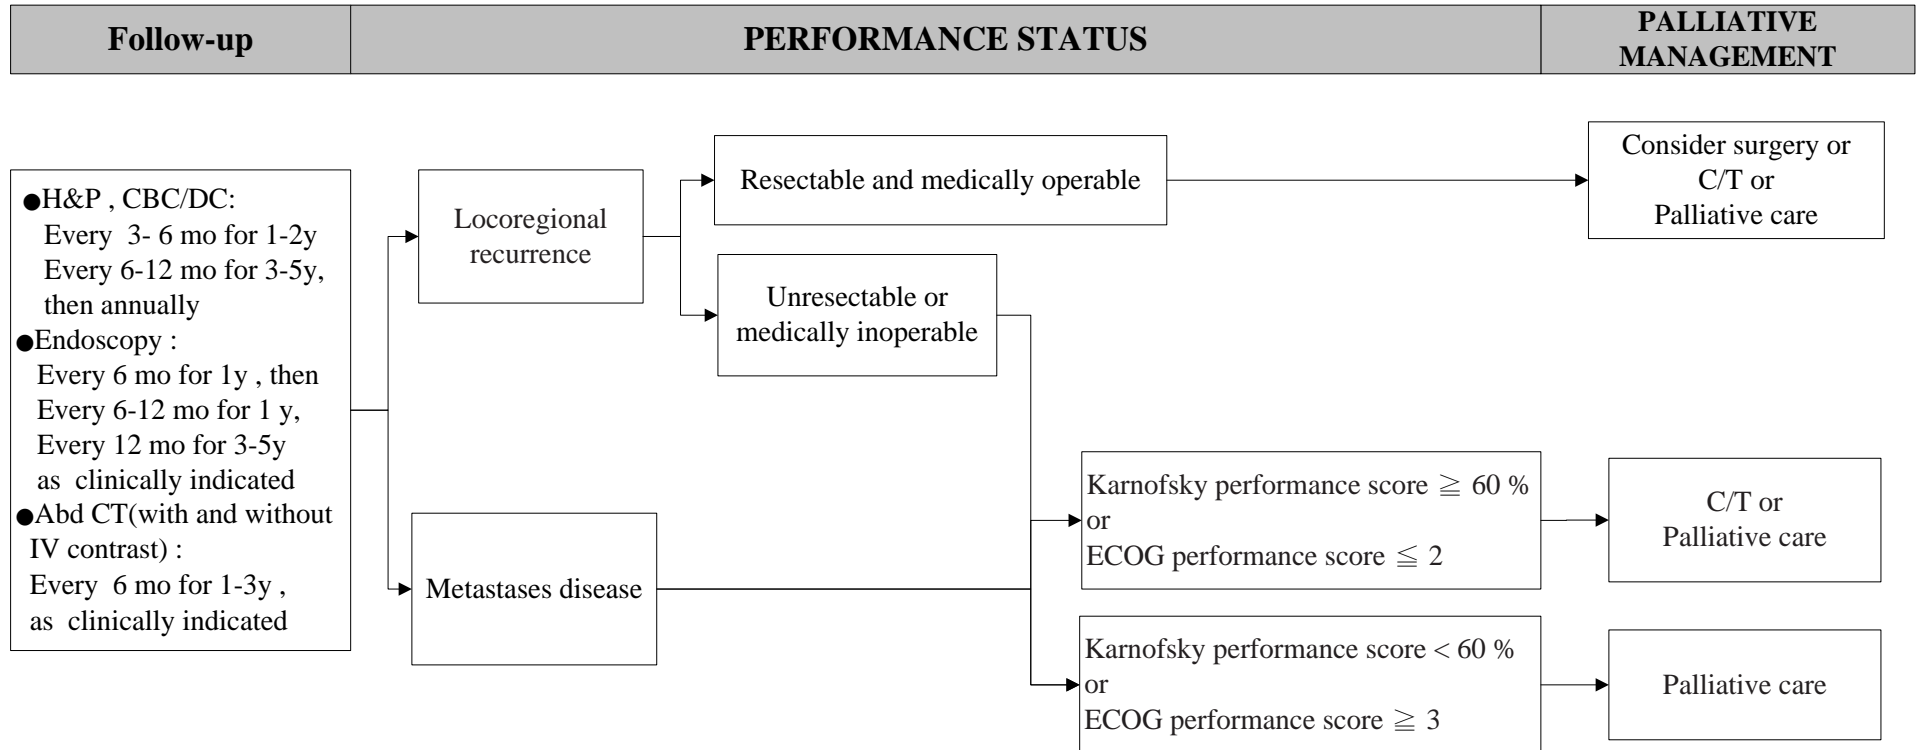 Follow-up
PERFORMANCE STATUS
PALLIATIVE
MANAGEMENT
●H&P , CBC/DC:
Every  3- 6 mo for 1-2y
Every 6-12 mo for 3-5y,
then annually
●Endoscopy :
Every 6 mo for 1y , then
Every 6-12 mo for 1 y,
Every 12 mo for 3-5y
as  clinically indicated
●Abd CT(with and without
IV contrast) :
Every  6 mo for 1-3y ,
as  clinically indicated
Locoregional
recurrence
Metastases disease
Resectable and medically operable
Unresectable or
medically inoperable
Karnofsky performance score ≧ 60 %
or
ECOG performance score ≦ 2
Karnofsky performance score < 60 %
or
ECOG performance score ≧ 3
Consider surgery or
C/T or
Palliative care
C/T or
Palliative care
Palliative care